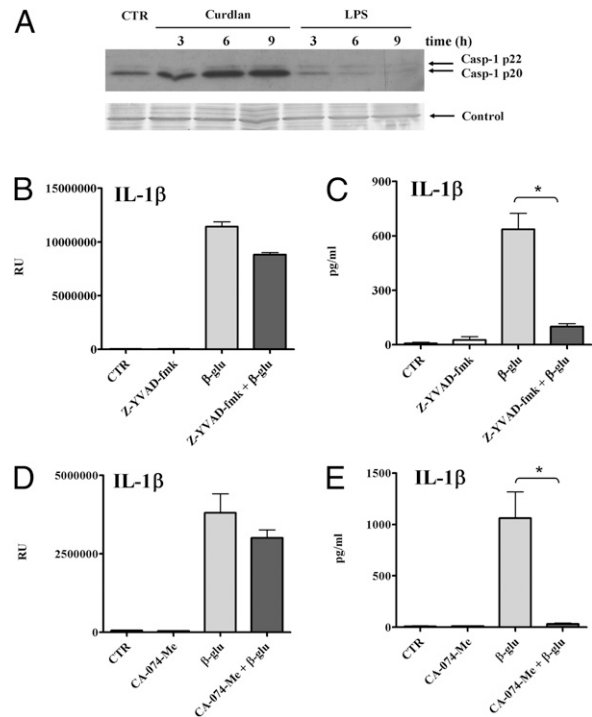 A
CTR Curdlan LPS
3 6 9 3 6 9 time (h)
Casp-1 p22
Casp-1 p20
Control
B
IL-1β
RU
15000000
10000000
5000000
0
CTR
Z-YVAD-fmk
β-glu
Z-YVAD-fmk + β-glu
C
IL-1β
pg/ml
900
600
300
0
*
CTR
Z-YVAD-fmk
β-glu
Z-YVAD-fmk + β-glu
D
IL-1β
RU
5000000
2500000
0
CTR
CA-074-Me
β-glu
CA-074-Me + β-glu
E
IL-1β
pg/ml
1500
1000
500
0
*
CTR
CA-074-Me
β-glu
CA-074-Me + β-glu